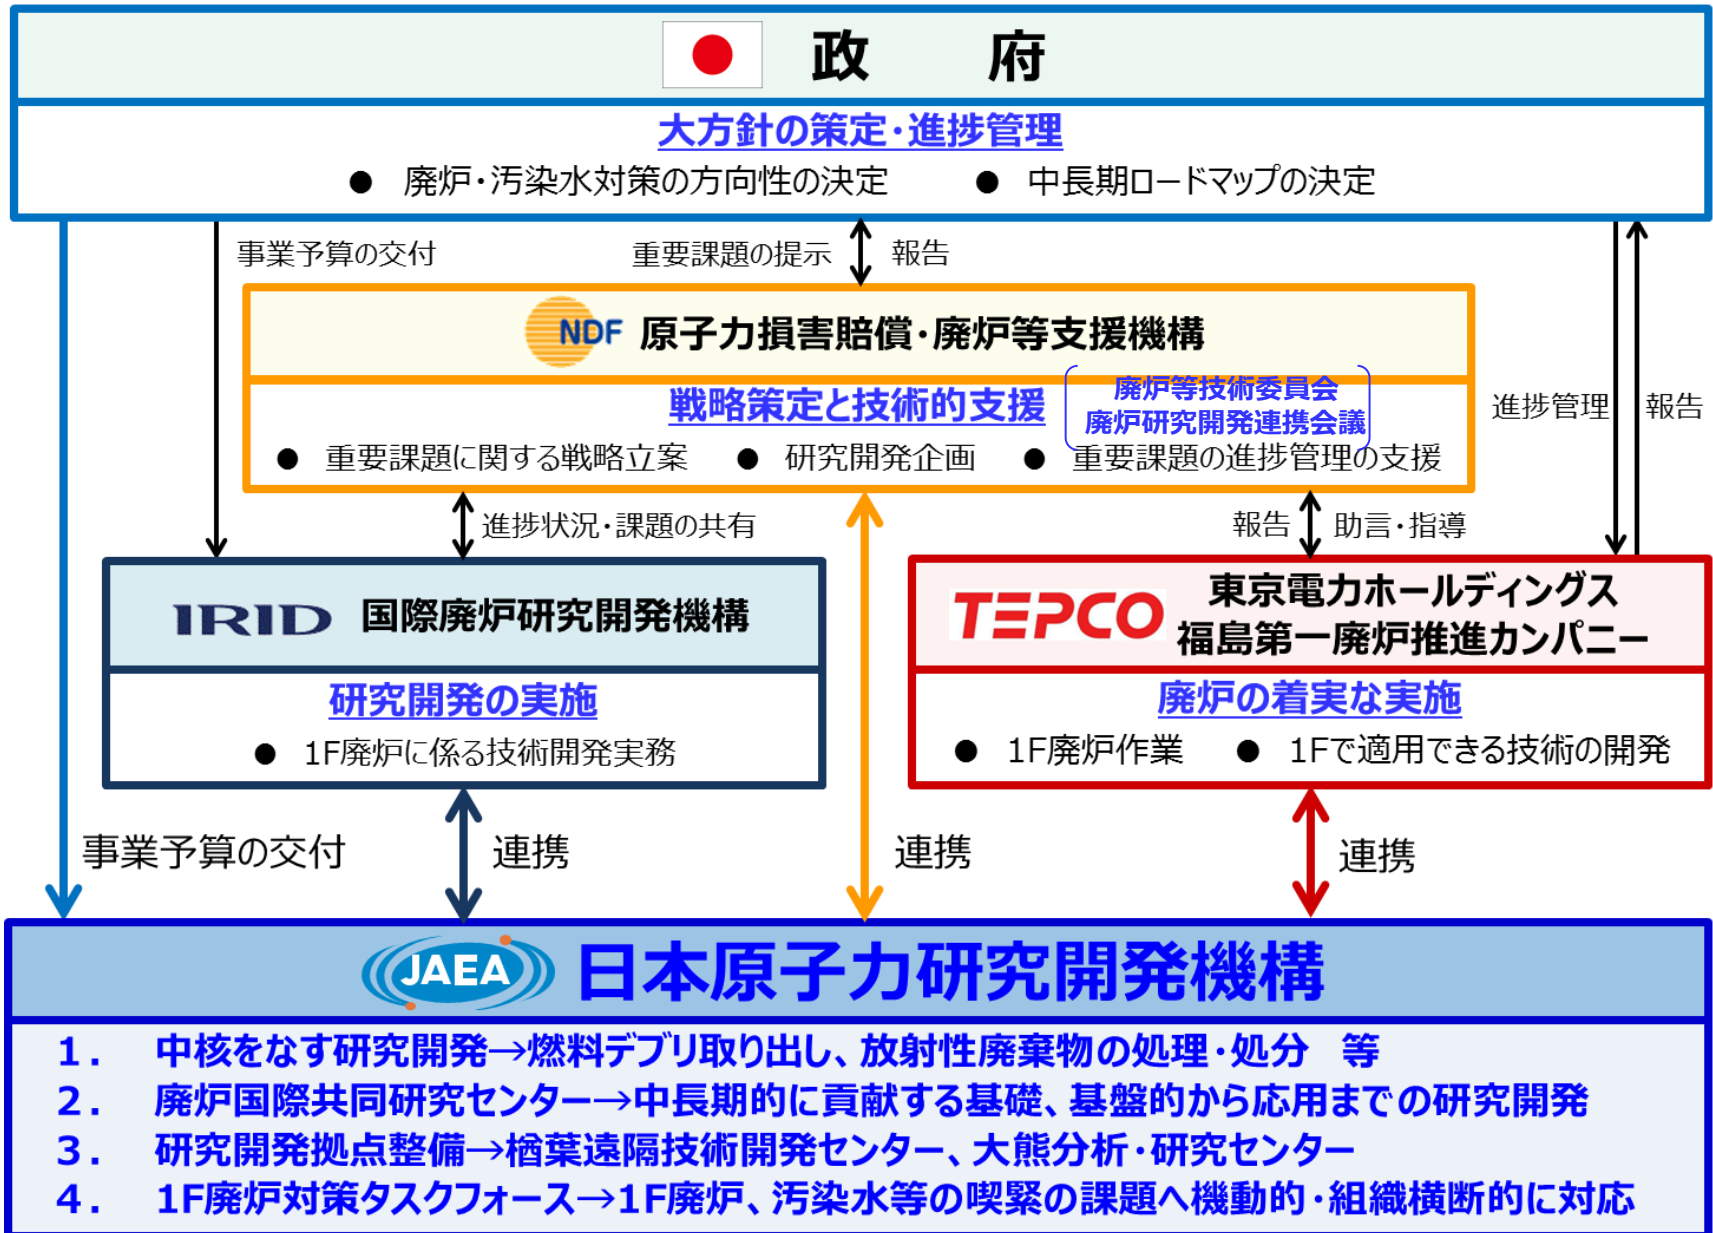 政　府
大方針の策定・進捗管理
● 廃炉・汚染水対策の方向性の決定　● 中長期ロードマップの決定
事業予算の交付
重要課題の提示　報告
NDF 原子力損害賠償・廃炉等支援機構
戦略策定と技術的支援
廃炉等技術委員会
廃炉研究開発連携会議
● 重要課題に関する戦略立案　● 研究開発企画　● 重要課題の進捗管理の支援
進捗管理　報告
進捗状況・課題の共有
報告　助言・指導
IRID 国際廃炉研究開発機構
研究開発の実施
● 1F廃炉に係る技術開発実務
TEPCO 東京電力ホールディングス
福島第一廃炉推進カンパニー
廃炉の着実な実施
● 1F廃炉作業　● 1Fで適用できる技術の開発
事業予算の交付
連携
連携
連携
JAEA 日本原子力研究開発機構
１．　中核をなす研究開発→燃料デブリ取り出し、放射性廃棄物の処理・処分　等
２．　廃炉国際共同研究センター→中長期的に貢献する基礎、基盤的から応用までの研究開発
３．　研究開発拠点整備→楢葉遠隔技術開発センター、大熊分析・研究センター
４．　1F廃炉対策タスクフォース→1F廃炉、汚染水等の喫緊の課題へ機動的・組織横断的に対応